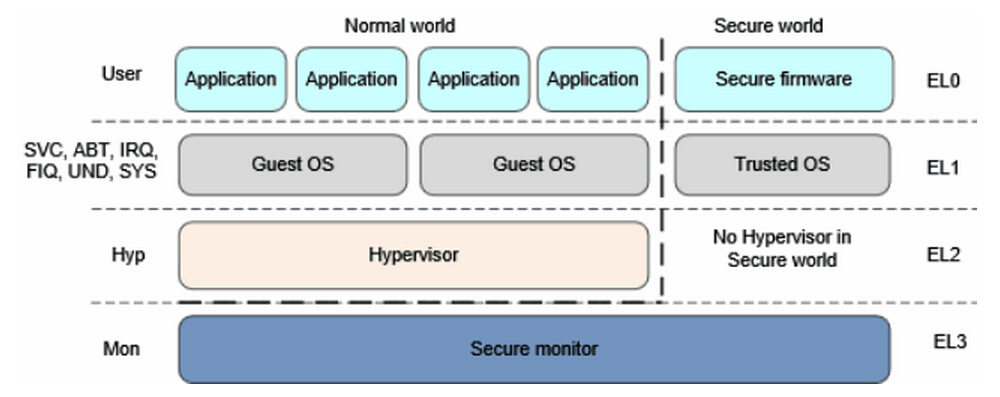 Normal world
Secure world
User
Application
Application
Application
Application
Secure firmware
EL0
SVC, ABT, IRQ,
FIQ, UND, SYS
Guest OS
Guest OS
Trusted OS
EL1
Hyp
Hypervisor
No Hypervisor in
Secure world
EL2
Mon
Secure monitor
EL3